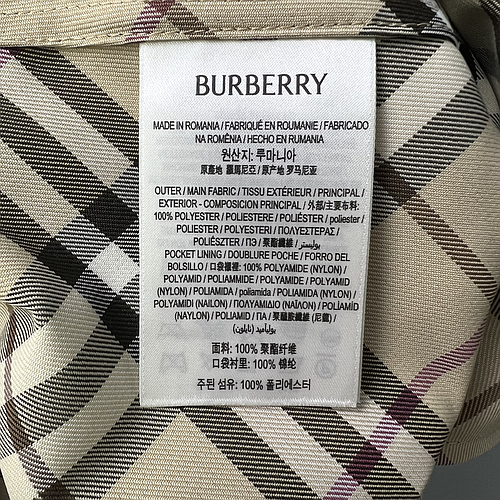 BURBERRY
MADE IN ROMANIA / FABRIQUÉ EN ROUMANIE / FABRICADO
NA ROMÉNIA / HECHO EN RUMANIA
원산지: 루마니아
原產地 羅馬尼亞 / 原产地 罗马尼亚
OUTER / MAIN FABRIC / TISSU EXTÉRIEUR / PRINCIPAL /
EXTERIOR - COMPOSICION PRINCIPAL / 外部/主要布料:
100% POLYESTER / POLIESTERE / POLIÉSTER / poliester /
POLIESTER / POLYESTERI / ΠΟΛΥΕΣΤΕΡΑΣ /
POLIÉSZTER / ПЭ / 聚酯纖維 / بوليستر
POCKET LINING / DOUBLURE POCHE / FORRO DEL
BOLSILLO / 口袋襯裡: 100% POLYAMIDE (NYLON) /
POLYAMID / POLIAMMIDE / POLYAMIDE / POLYAMID
(NYLON) / POLIAMIDA / poliamida / POLIAMIDA (NYLON) /
POLYAMIDI (NAILON) / ΠΟΛΥΑΜΙΔΙΟ (ΝΑΪΛΟΝ) / POLIAMID
(NAYLON) / POLIAMID / ПА / 聚醯胺纖維 (尼龍) /
بوليأميد (نايلون)
面料: 100% 聚酯纤维
口袋衬里: 100% 锦纶
주된 섬유: 100% 폴리에스터